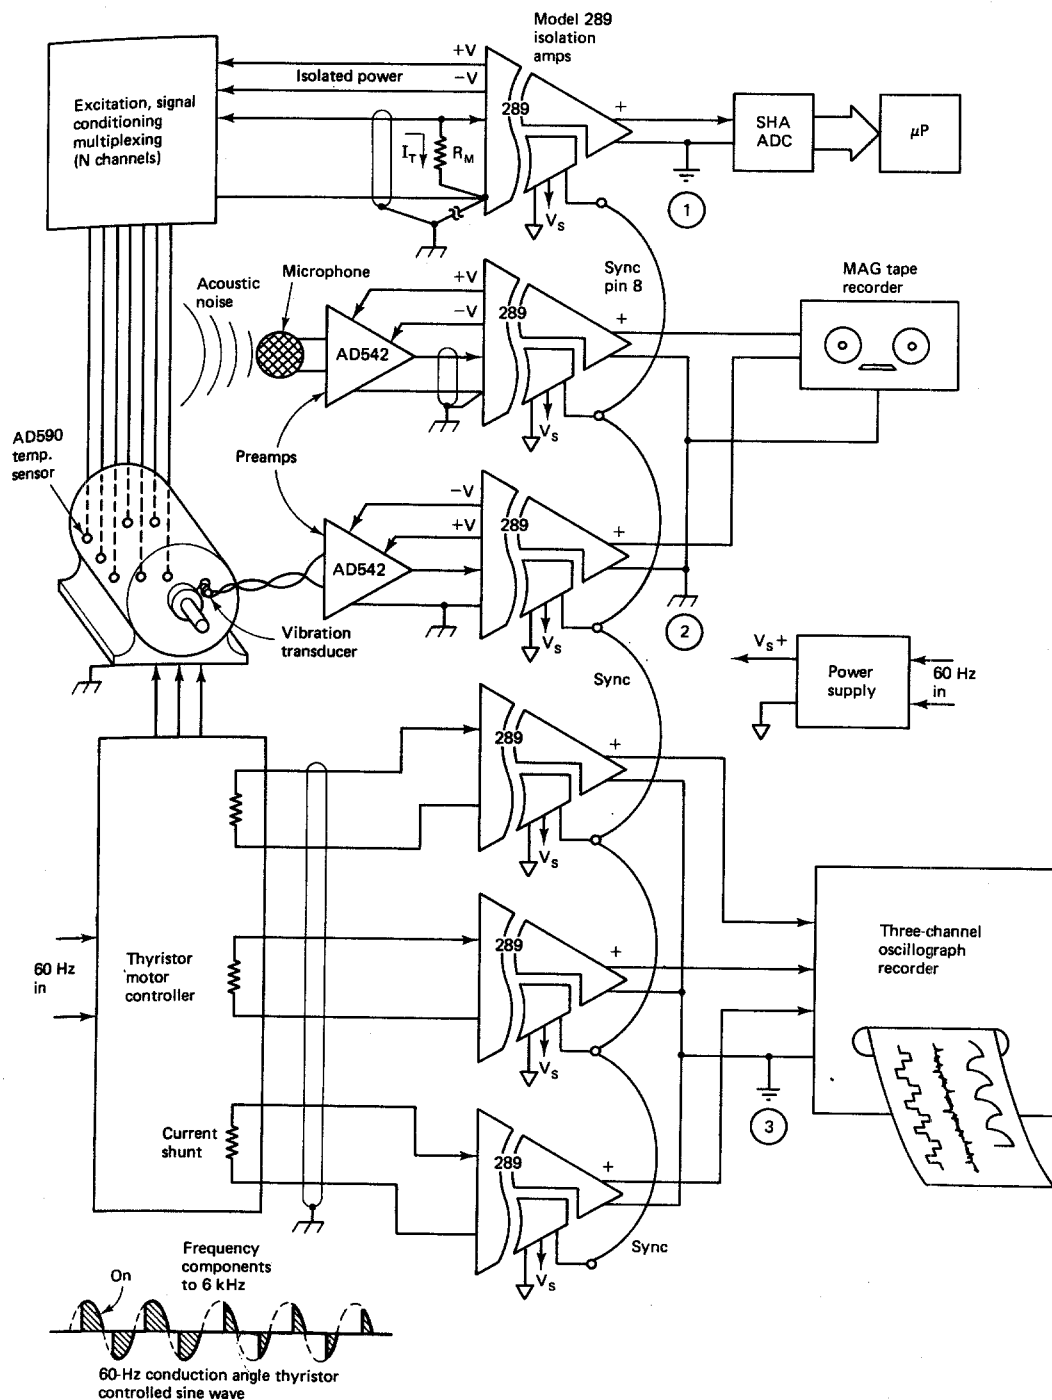 Model 289
isolation
amps
+V
Isolated power
−V
Excitation, signal
conditioning
multiplexing
(N channels)
289
+
SHA
ADC
μP
I_T
R_M
1
V_S
Acoustic
noise
Microphone
+V
−V
Sync
pin 8
MAG tape
recorder
289
+
AD542
V_S
AD590
temp.
sensor
Preamps
−V
+V
289
+
AD542
2
V_S
Vibration
transducer
Sync
V_S+
Power
supply
60 Hz
in
289
+
V_S
Three-channel
oscillograph
recorder
289
+
60 Hz
in
Thyristor
motor
controller
V_S
3
Current
shunt
289
+
Sync
V_S
Frequency
components
to 6 kHz
On
60-Hz conduction angle thyristor
controlled sine wave